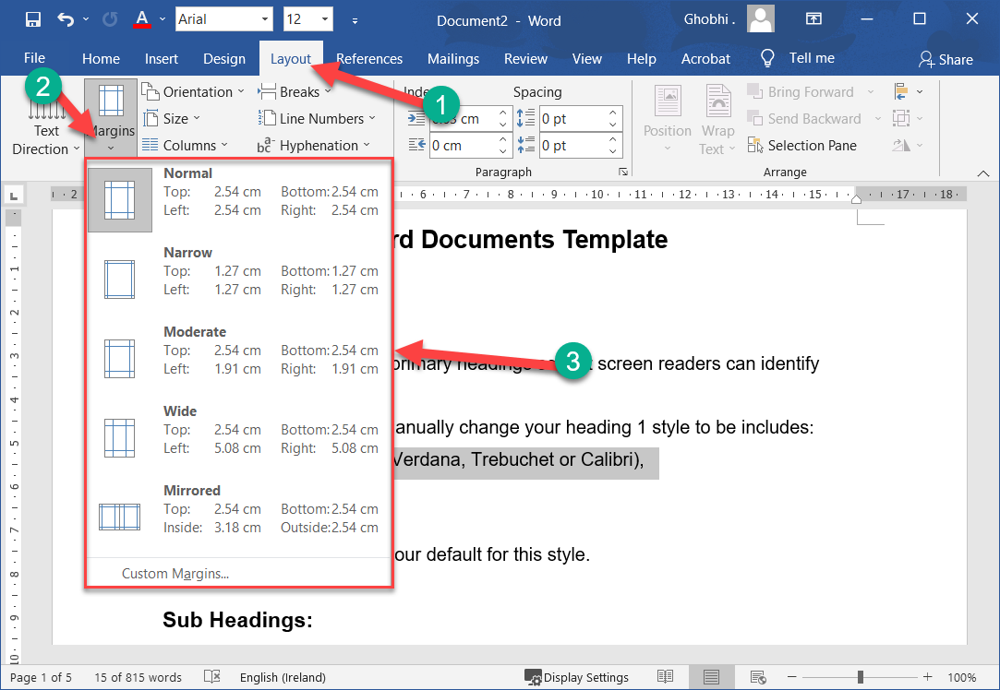 A Arial 12 Document2 - Word Ghobhi .
File Home Insert Design Layout References Mailings Review View Help Acrobat Tell me Share
2
1
Text Direction
Margins
Orientation
Size
Columns
Breaks
Line Numbers
bc Hyphenation
Spacing
cm 0 pt
0 cm 0 pt
Paragraph
Position
Wrap Text
Bring Forward
Send Backward
Selection Pane
Arrange
L 2 6 7 8 9 10 11 12 13 14 15 17 18
Normal
Top: 2.54 cm Bottom: 2.54 cm
Left: 2.54 cm Right: 2.54 cm
Narrow
Top: 1.27 cm Bottom: 1.27 cm
Left: 1.27 cm Right: 1.27 cm
Moderate
Top: 2.54 cm Bottom: 2.54 cm
Left: 1.91 cm Right: 1.91 cm
Wide
Top: 2.54 cm Bottom: 2.54 cm
Left: 5.08 cm Right: 5.08 cm
Mirrored
Top: 2.54 cm Bottom: 2.54 cm
Inside: 3.18 cm Outside: 2.54 cm
Custom Margins...
3
1
2
3
4
5
6
7
8
9
10
rd Documents Template
primary headings screen readers can identify
anually change your heading 1 style to be includes:
Verdana, Trebuchet or Calibri),
our default for this style.
Sub Headings:
Page 1 of 5 15 of 815 words English (Ireland) Display Settings 100%